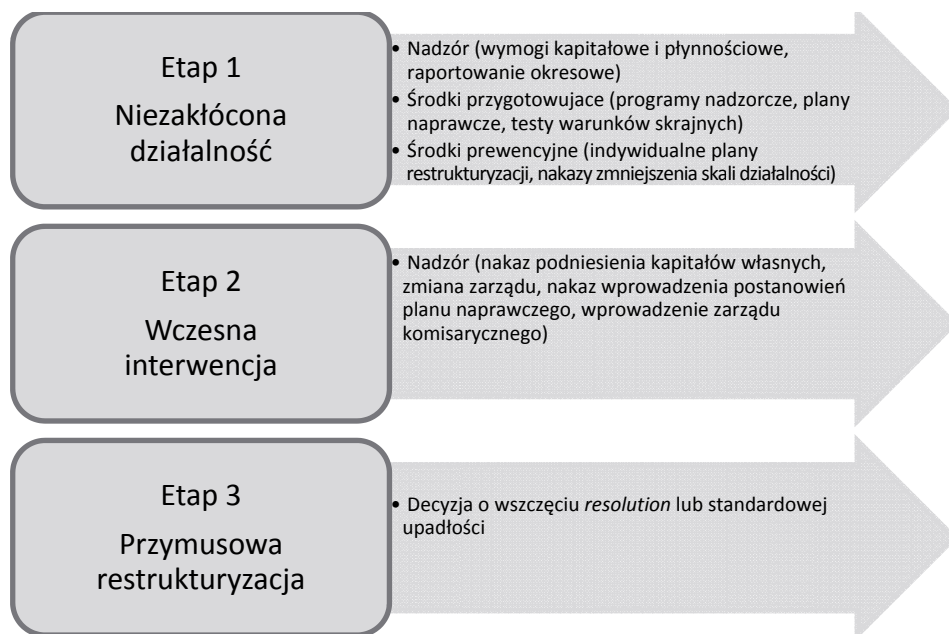 Etap 1
Niezakłócona
działalność
• Nadzór (wymogi kapitałowe i płynnościowe,
raportowanie okresowe)
• Środki przygotowujace (programy nadzorcze, plany
naprawcze, testy warunków skrajnych)
• Środki prewencyjne (indywidualne plany
restrukturyzacji, nakazy zmniejszenia skali działalności)
Etap 2
Wczesna
interwencja
• Nadzór (nakaz podniesienia kapitałów własnych,
zmiana zarządu, nakaz wprowadzenia postanowień
planu naprawczego, wprowadzenie zarządu
komisarycznego)
Etap 3
Przymusowa
restrukturyzacja
• Decyzja o wszczęciu resolution lub standardowej
upadłości